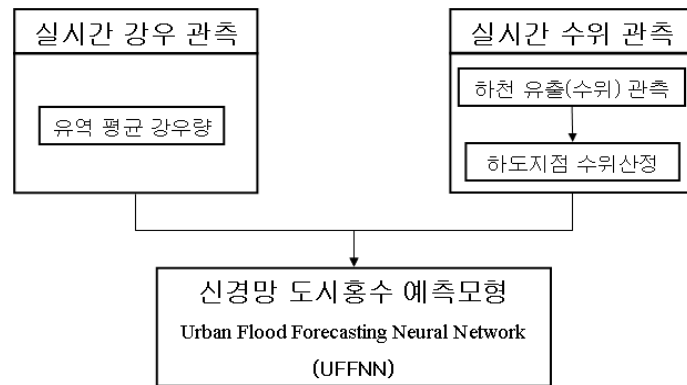 실시간 강우 관측
유역 평균 강우량
실시간 수위 관측
하천 유출(수위) 관측
하도지점 수위산정
신경망 도시홍수 예측모형
Urban Flood Forecasting Neural Network
(UFFNN)